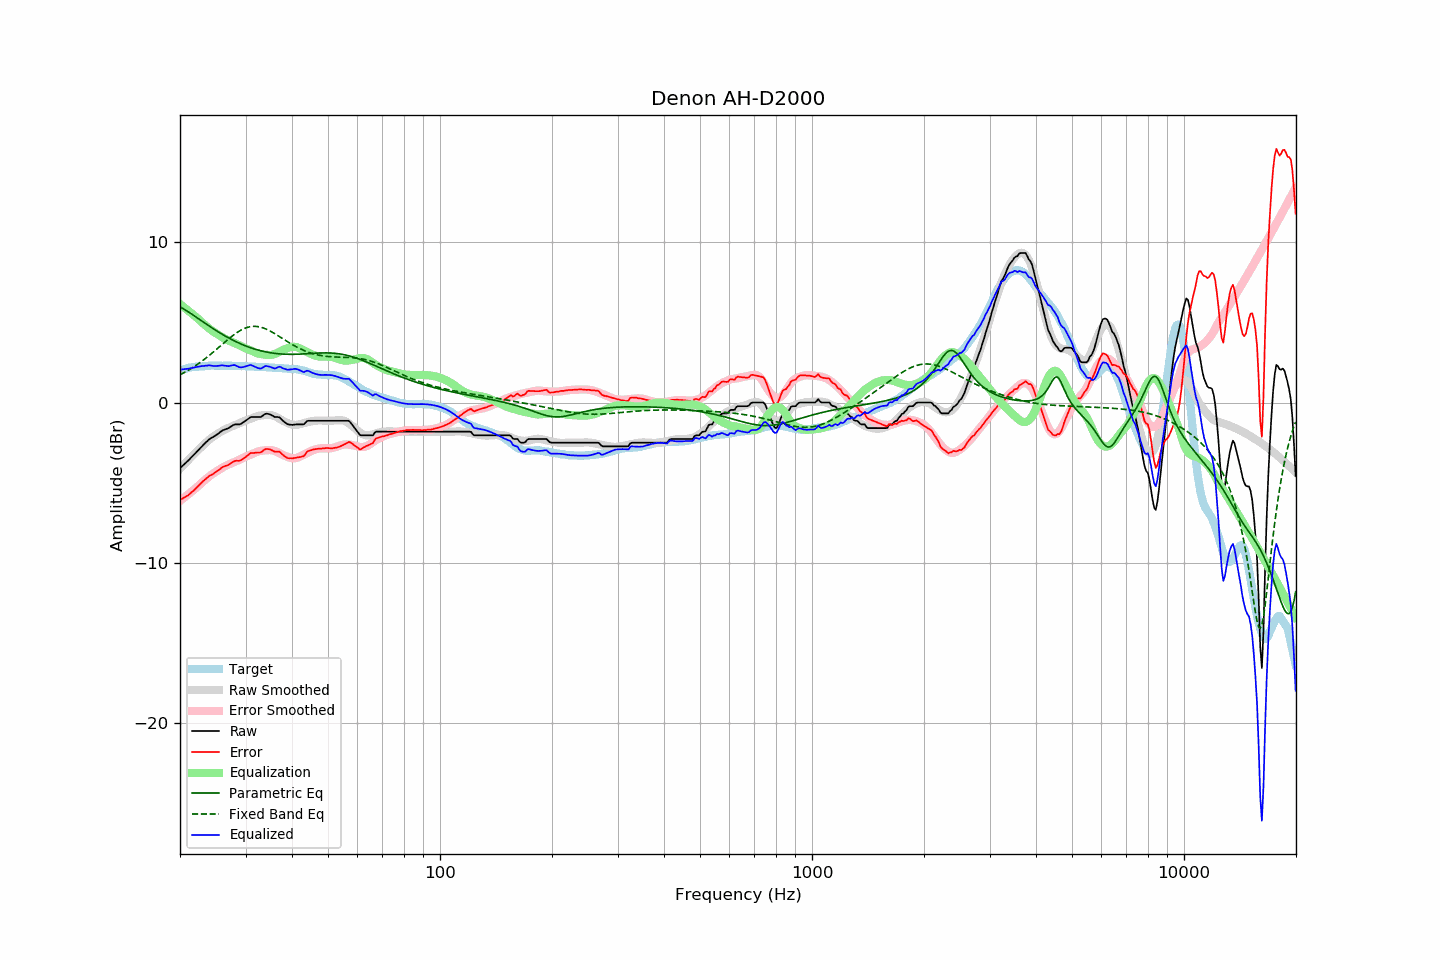 Denon AH-D2000
10
0
−10
−20
Amplitude (dBr)
Target
Raw Smoothed
Error Smoothed
Raw
Error
Equalization
Parametric Eq
Fixed Band Eq
Equalized
100
1000
10000
Frequency (Hz)